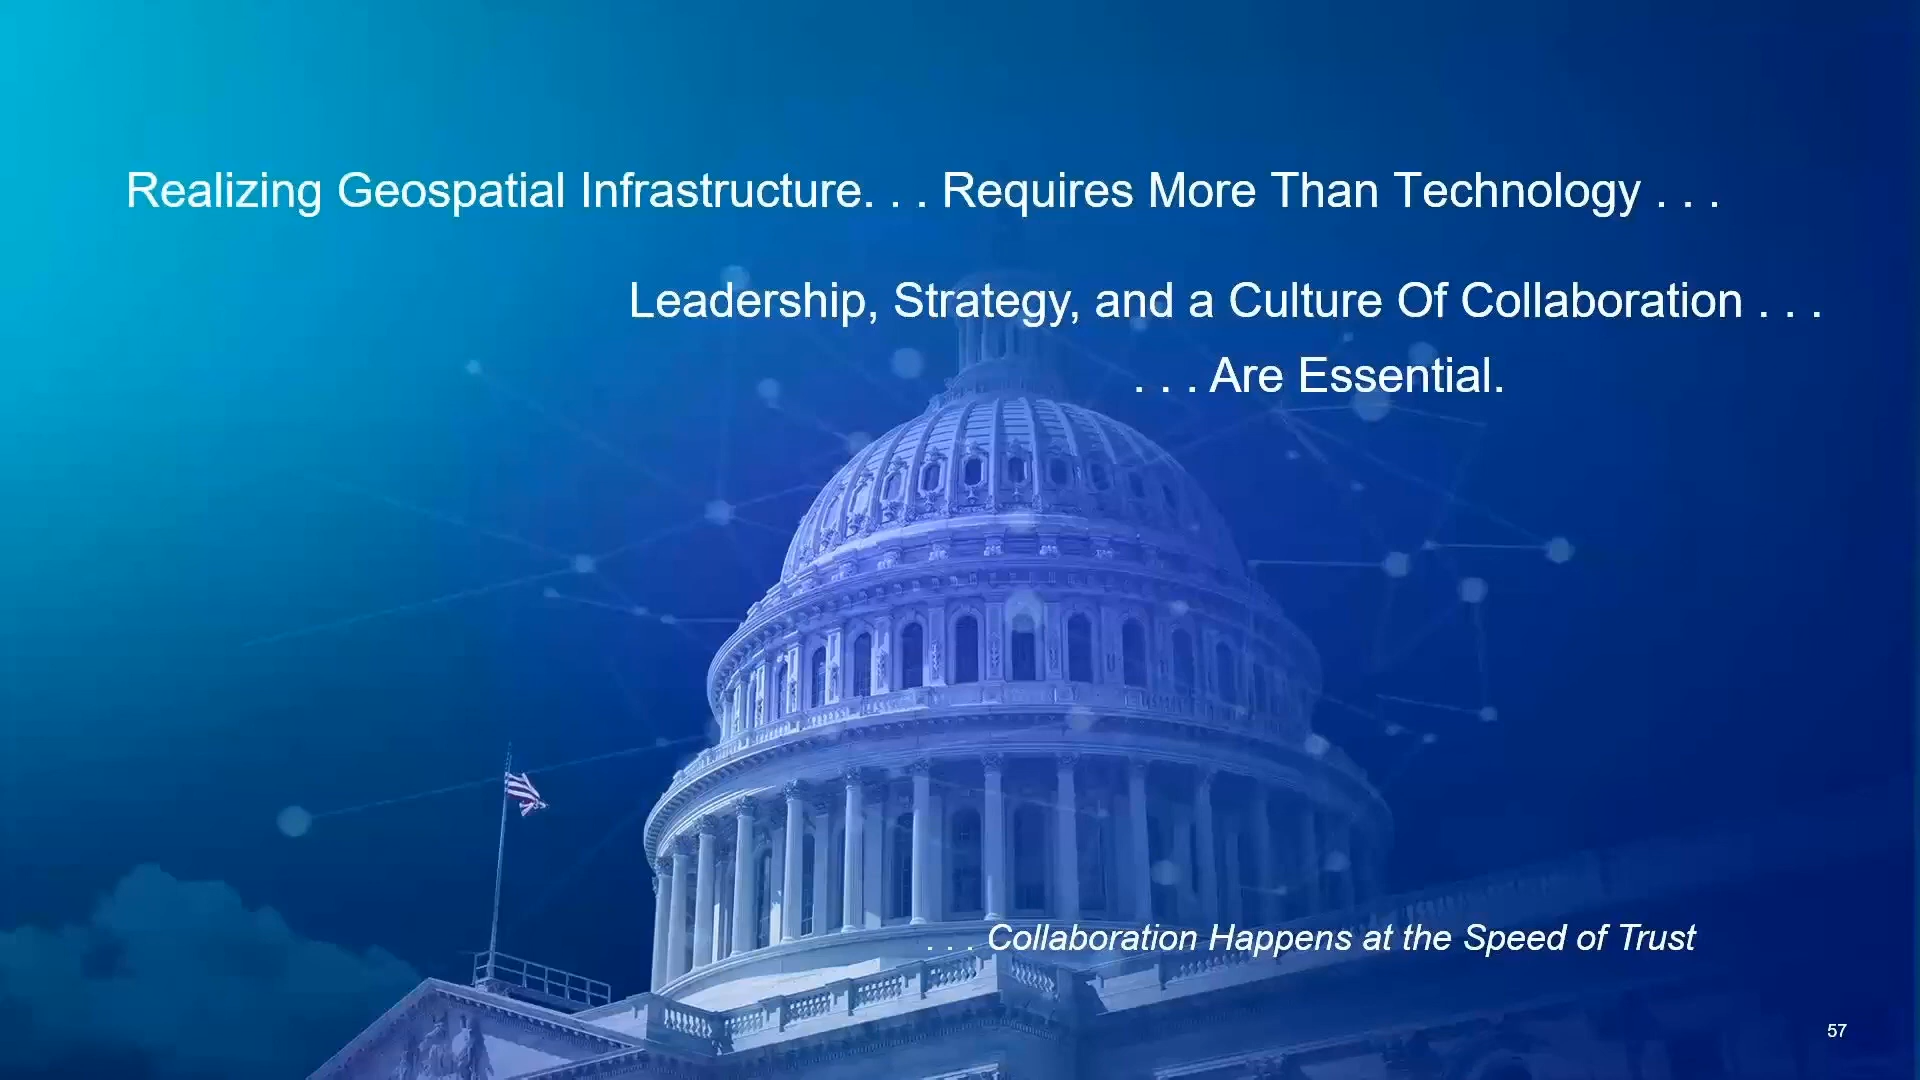 Realizing Geospatial Infrastructure. . . Requires More Than Technology . . .
Leadership, Strategy, and a Culture Of Collaboration . . .
. . . Are Essential.
. . . Collaboration Happens at the Speed of Trust
57